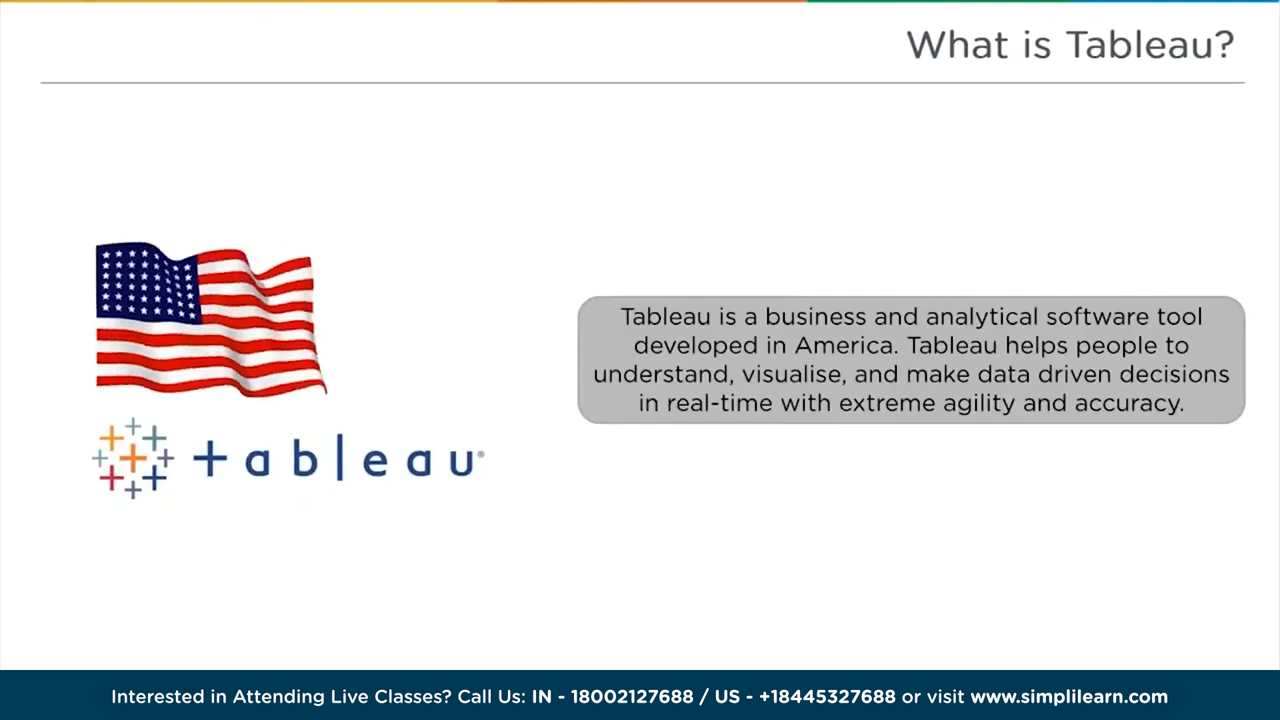 What is Tableau?
Tableau is a business and analytical software tool
developed in America. Tableau helps people to
understand, visualise, and make data driven decisions
in real-time with extreme agility and accuracy.
+ableau®
Interested in Attending Live Classes? Call Us: IN - 18002127688 / US - +18445327688 or visit www.simplilearn.com